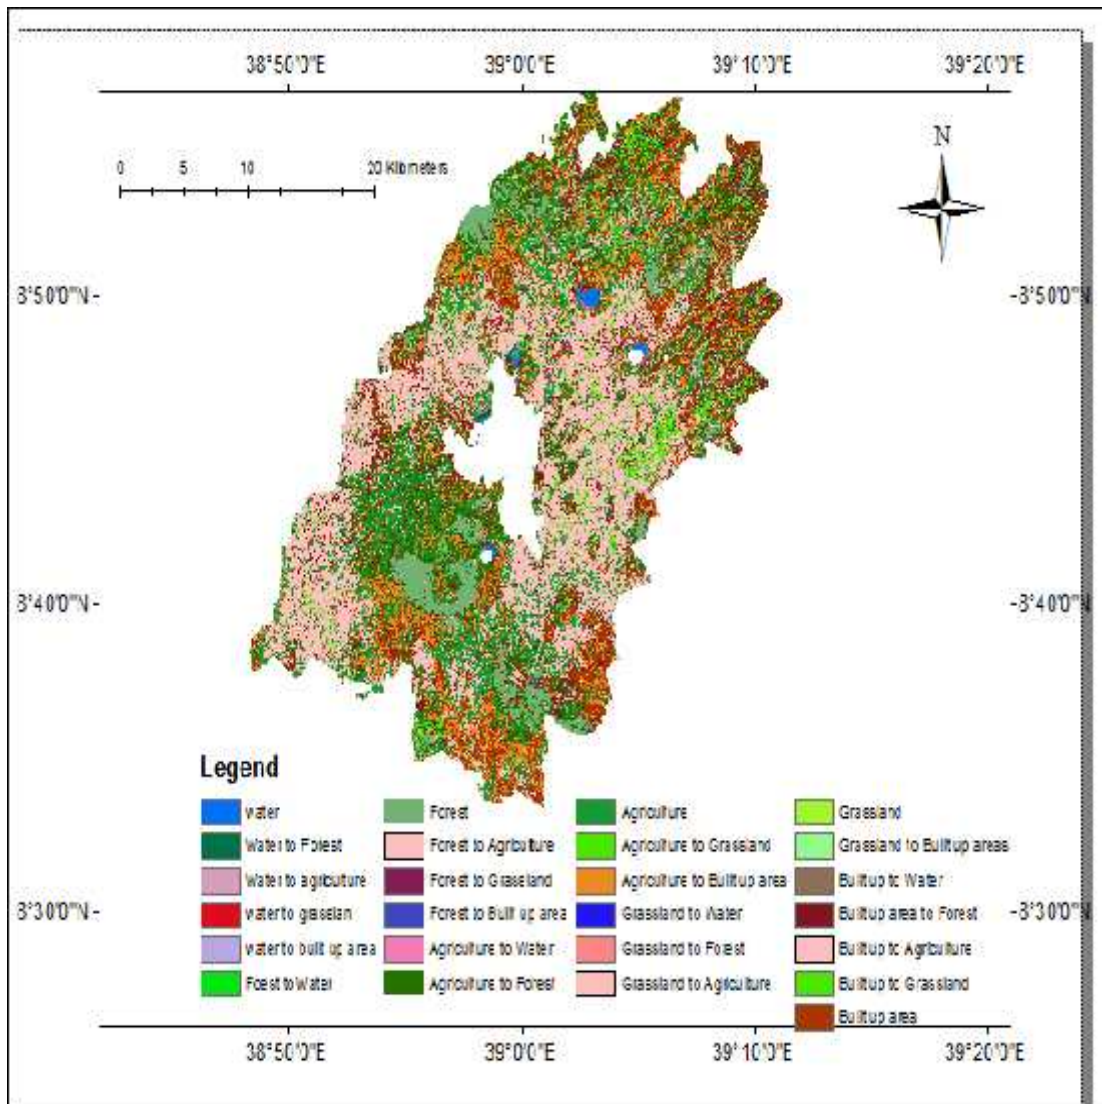 38°50'0"E 39°0'0"E 39°10'0"E 39°20'0"E
N
0 5 10 20 Kilometers
8°50'0"N 8°50'0"N
8°40'0"N 8°40'0"N
Legend
water Forest Agriculture Grassland
Water to Forest Forest to Agriculture Agriculture to Grassland Grassland to Builtup areas
Water to agriculture Forest to Grassland Agriculture to Builtup area Builtup to Water
8°30'0"N water to grasslan Forest to Built up area Grassland to Water Builtup area to Forest 8°30'0"N
water to built up area Agriculture to Water Grassland to Forest Builtup to Agriculture
Foest to Water Agriculture to Forest Grassland to Agriculture Builtup to Grassland
Builtup area
38°50'0"E 39°0'0"E 39°10'0"E 39°20'0"E